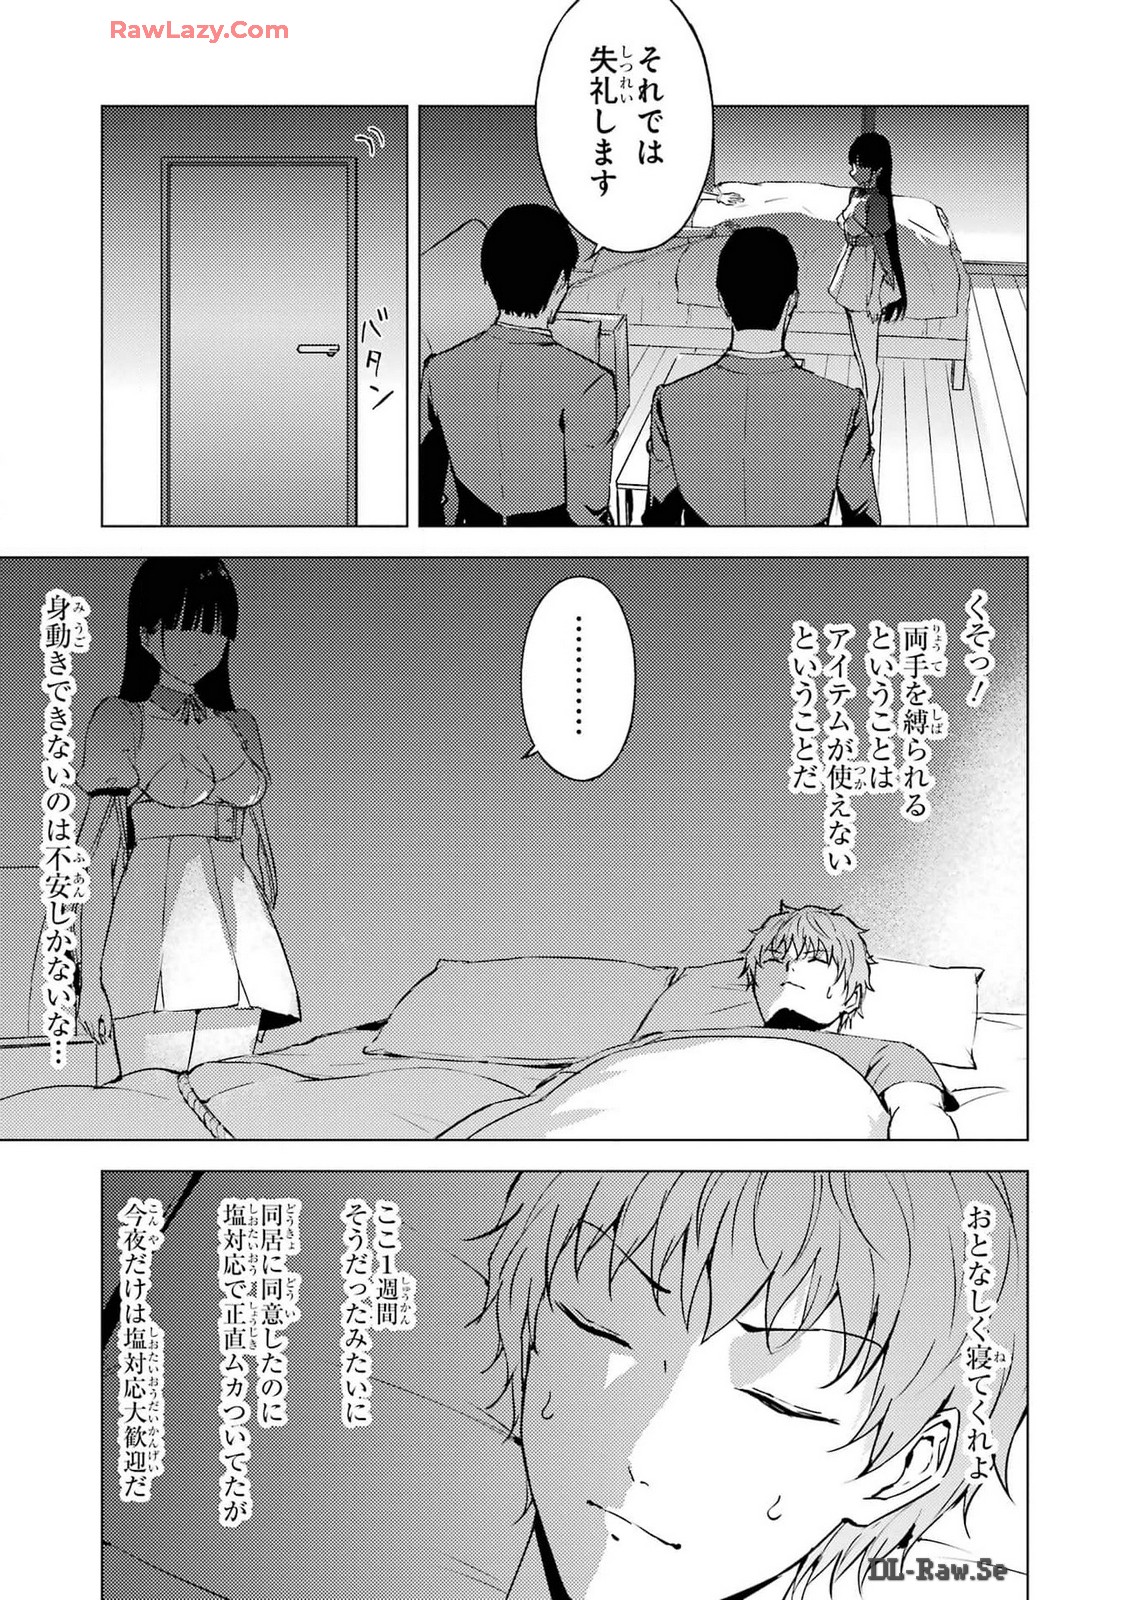 RawLazy.Com
それでは
失礼します
バタン
くそっ！
両手を縛られる
ということは
アイテムが使えない
ということだ
………
身動きできないのは不安しかないな…
おとなしく寝てくれよ
ここ1週間
そうだったみたいに
同居に同意したのに
塩対応で正直ムカついてたが
今夜だけは塩対応大歓迎だ
DL-Raw.Se